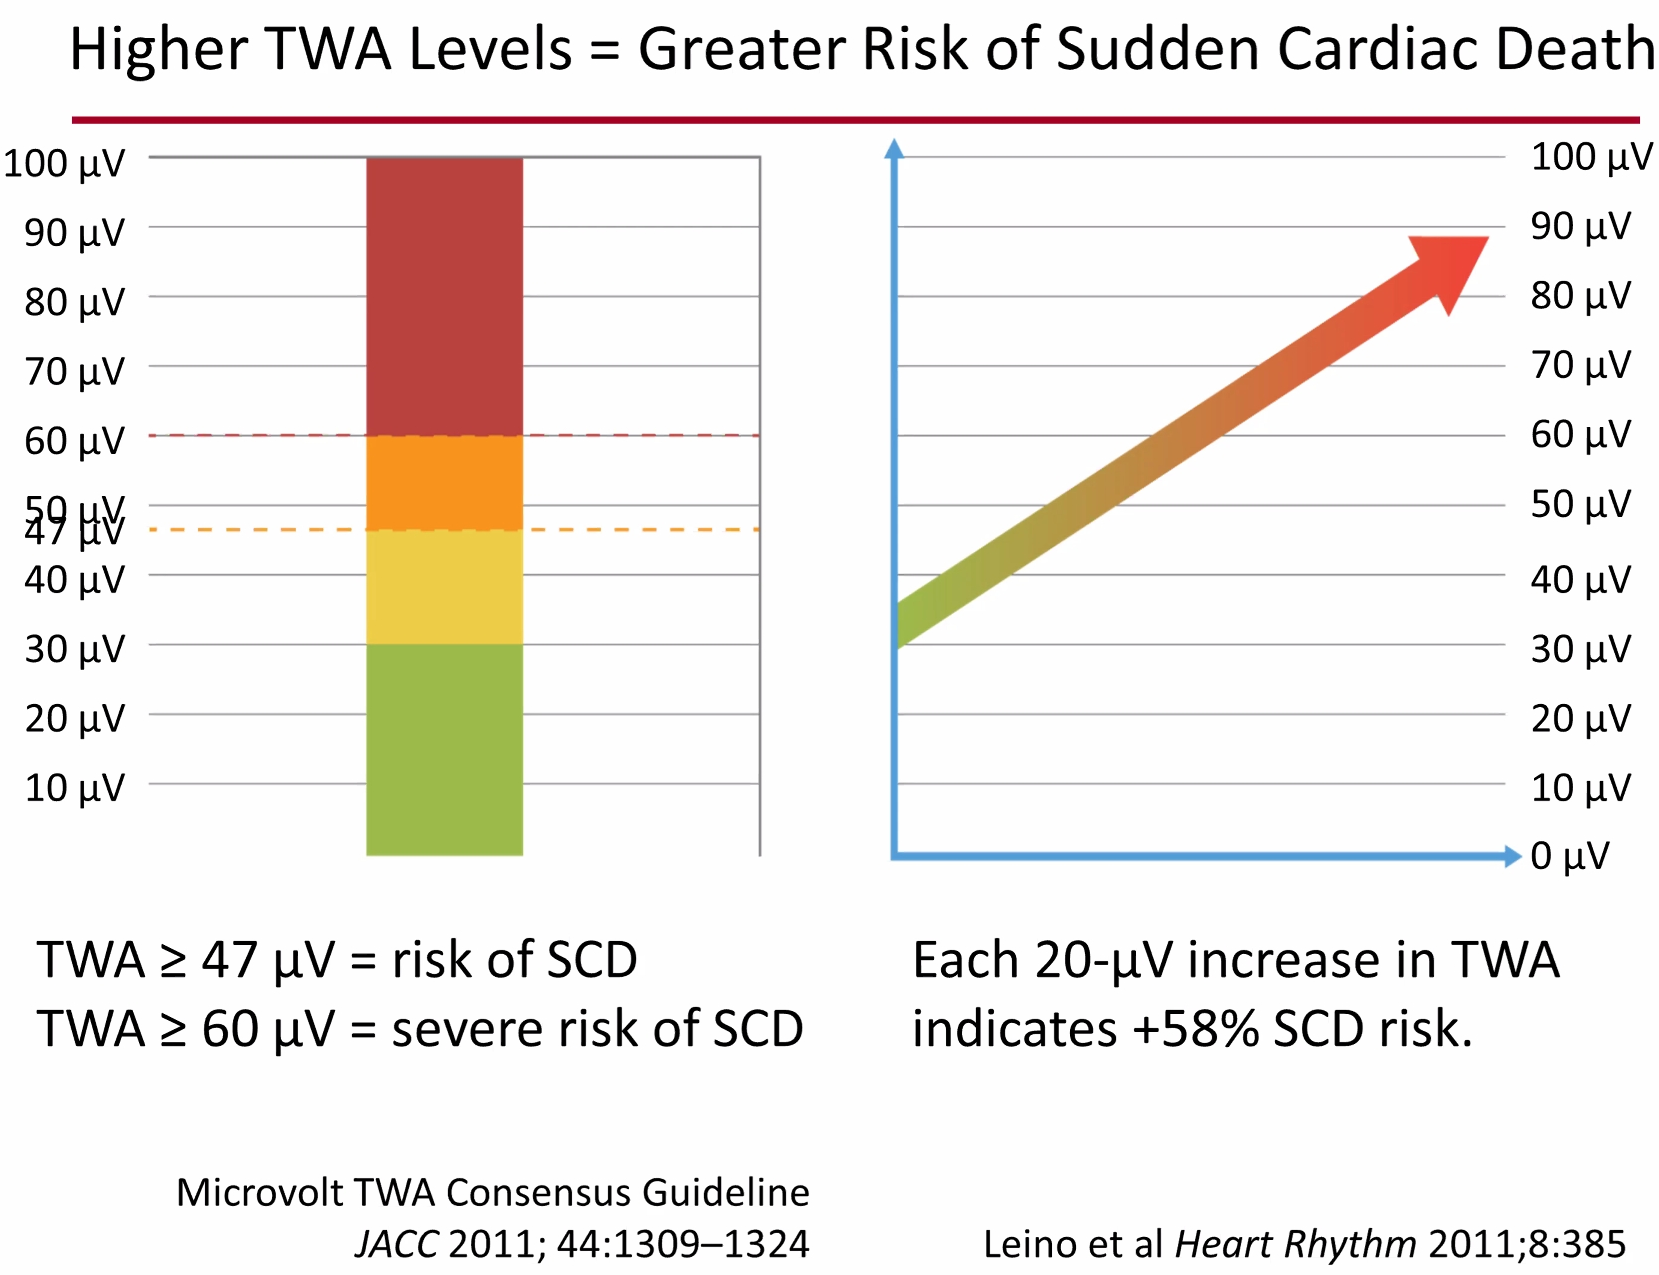 Higher TWA Levels = Greater Risk of Sudden Cardiac Death
100 µV
90 µV
80 µV
70 µV
60 µV
50 µV
47 µV
40 µV
30 µV
20 µV
10 µV
100 µV
90 µV
80 µV
70 µV
60 µV
50 µV
40 µV
30 µV
20 µV
10 µV
0 µV
TWA ≥ 47 µV = risk of SCD
TWA ≥ 60 µV = severe risk of SCD
Each 20-µV increase in TWA
indicates +58% SCD risk.
Microvolt TWA Consensus Guideline
JACC 2011; 44:1309–1324
Leino et al Heart Rhythm 2011;8:385